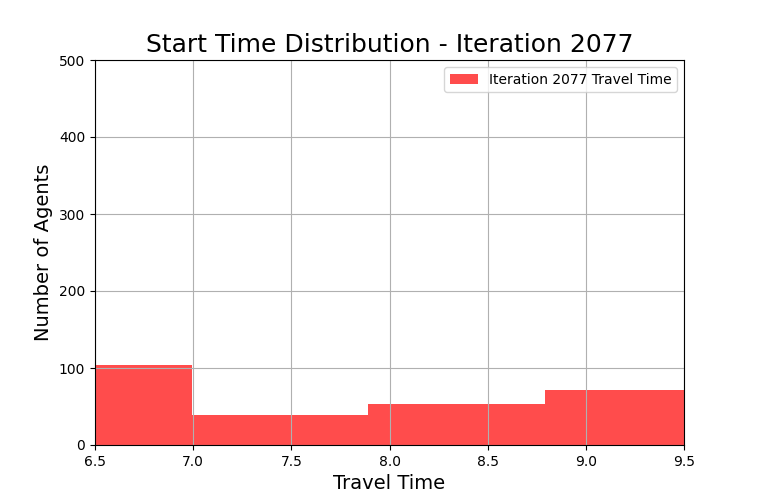 Start Time Distribution - Iteration 2077
Iteration 2077 Travel Time
Number of Agents
500
400
300
200
100
0
6.5 7.0 7.5 8.0 8.5 9.0 9.5
Travel Time